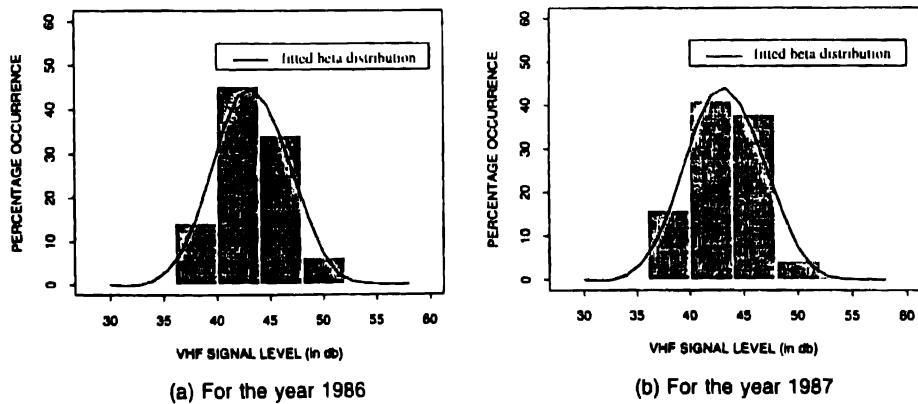 fitted beta distribution
PERCENTAGE OCCURRENCE
60
50
40
30
20
10
0
30 35 40 45 50 55 60
VHF SIGNAL LEVEL (in db)
(a) For the year 1986
fitted beta distribution
PERCENTAGE OCCURRENCE
60
50
40
30
20
10
0
30 35 40 45 50 55 60
VHF SIGNAL LEVEL (in db)
(b) For the year 1987